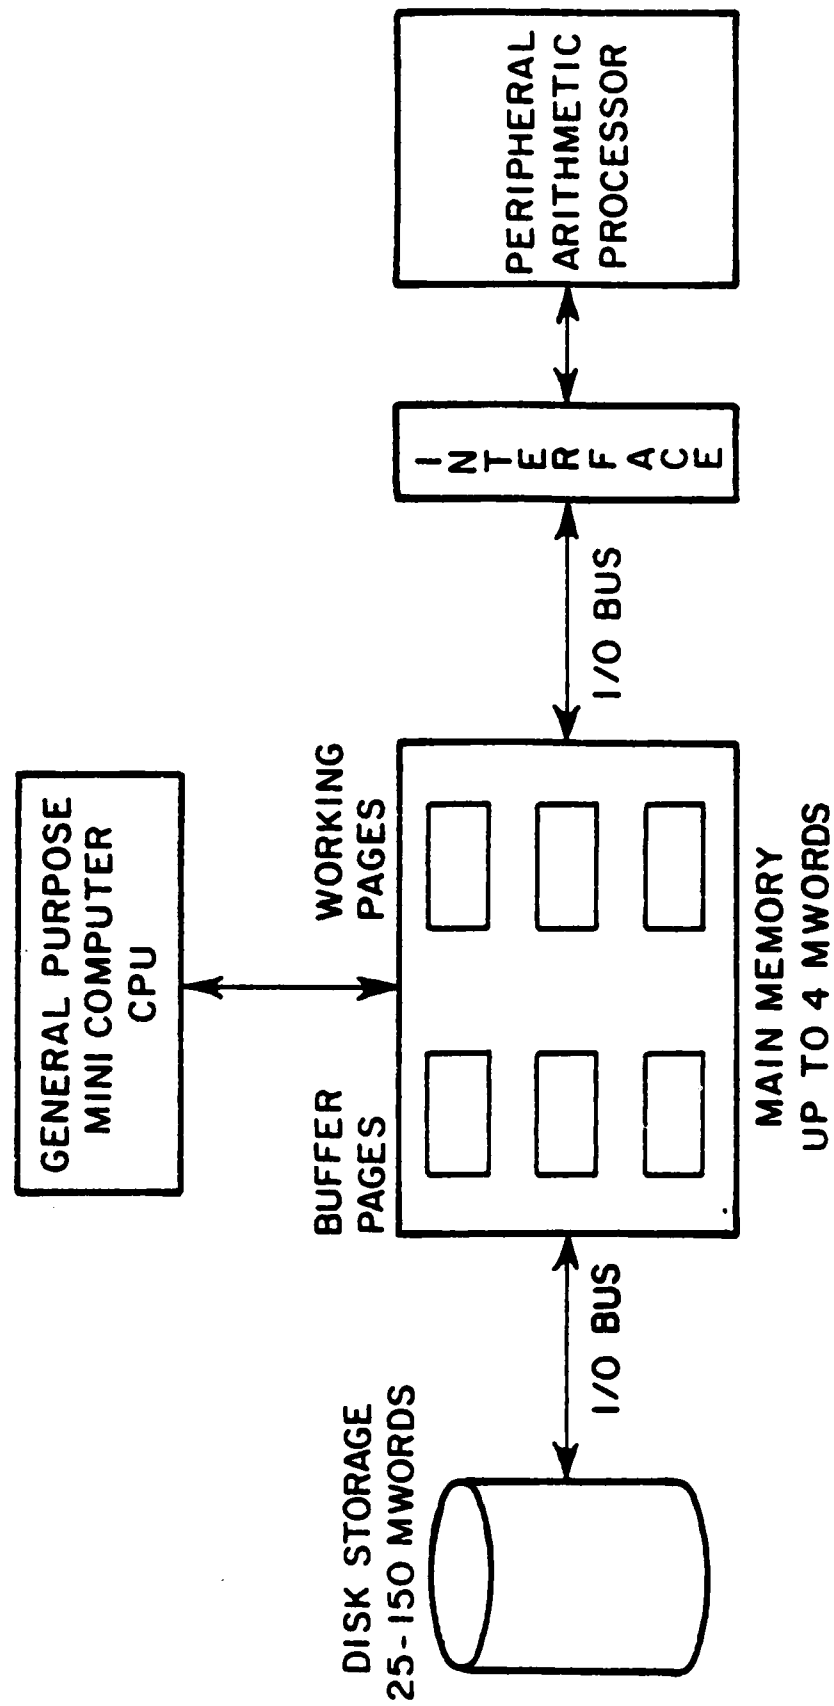 GENERAL PURPOSE
MINI COMPUTER
CPU
DISK STORAGE
25-150 MWORDS
BUFFER
PAGES
WORKING
PAGES
I/O BUS
I/O BUS
INTERFACE
PERIPHERAL
ARITHMETIC
PROCESSOR
MAIN MEMORY
UP TO 4 MWORDS